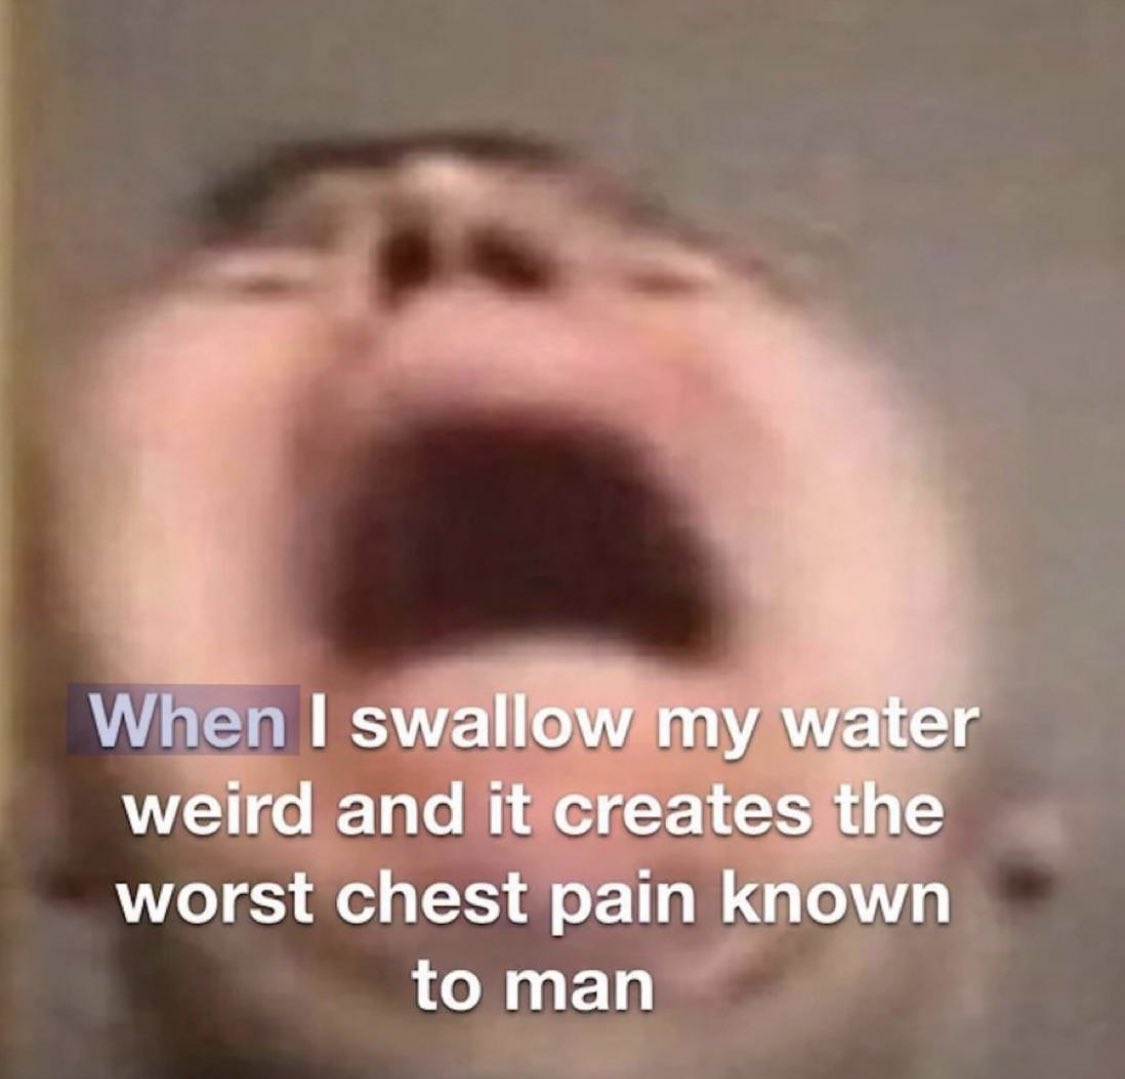 When I swallow my water
weird and it creates the
worst chest pain known
to man